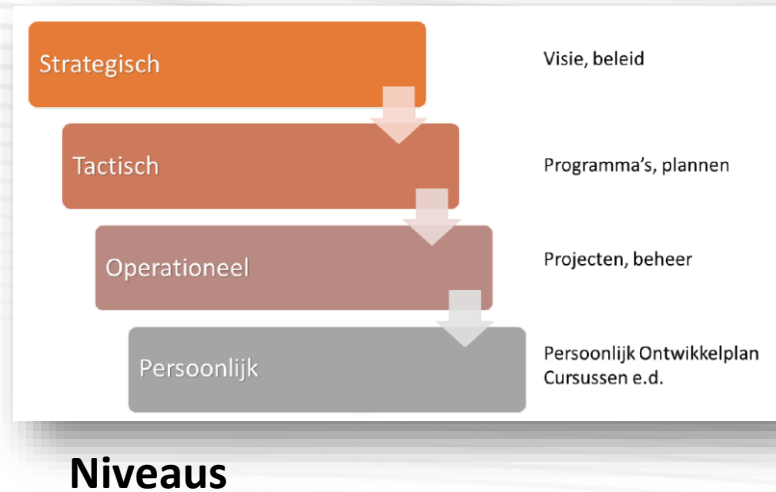 Strategisch
Visie, beleid
Tactisch
Programma's, plannen
Operationeel
Projecten, beheer
Persoonlijk
Persoonlijk Ontwikkelplan
Cursussen e.d.
Niveaus